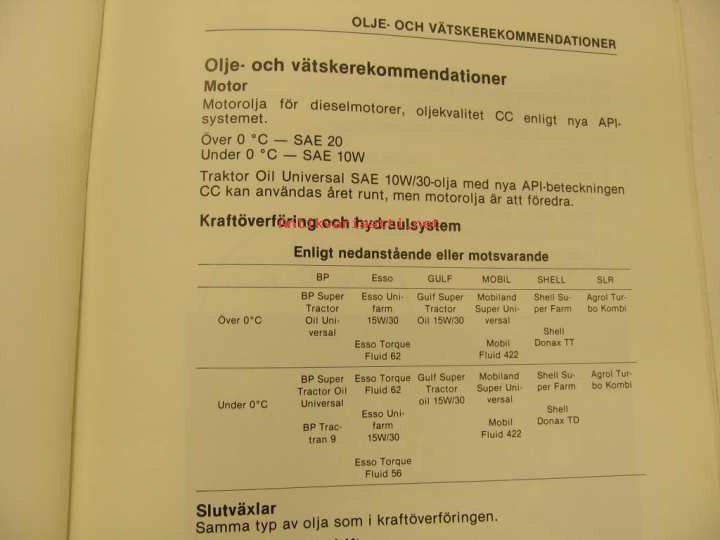 OLJE- OCH VÄTSKEREKOMMENDATIONER
Olje- och vätskerekommendationer
Motor
Motorolja för dieselmotorer, oljekvalitet CC enligt nya API-
systemet.
Över 0 °C — SAE 20
Under 0 °C — SAE 10W
Traktor Oil Universal SAE 10W/30-olja med nya API-beteckningen
CC kan användas året runt, men motorolja är att föredra.
Kraftöverföring och hydraulsystem
Enligt nedanstående eller motsvarande
BP Esso GULF MOBIL SHELL SLR
BP Super Esso Uni- Gulf Super Mobiland Shell Su- Agrol Tur-
Tractor farm Tractor Super Uni- per Farm bo Kombi
Över 0°C Oil Uni- 15W/30 Oil 15W/30 versal
versal Shell
Esso Torque Mobil Donax TT
Fluid 62 Fluid 422
BP Super Esso Torque Gulf Super Mobiland Shell Su- Agrol Tur-
Tractor Oil Fluid 62 Tractor Super Uni- per Farm bo Kombi
Under 0°C Universal oil 15W/30 versal
Esso Uni- Shell
BP Trac- farm Mobil Donax TD
tran 9 15W/30 Fluid 422
Esso Torque
Fluid 56
Slutväxlar
Samma typ av olja som i kraftöverföringen.